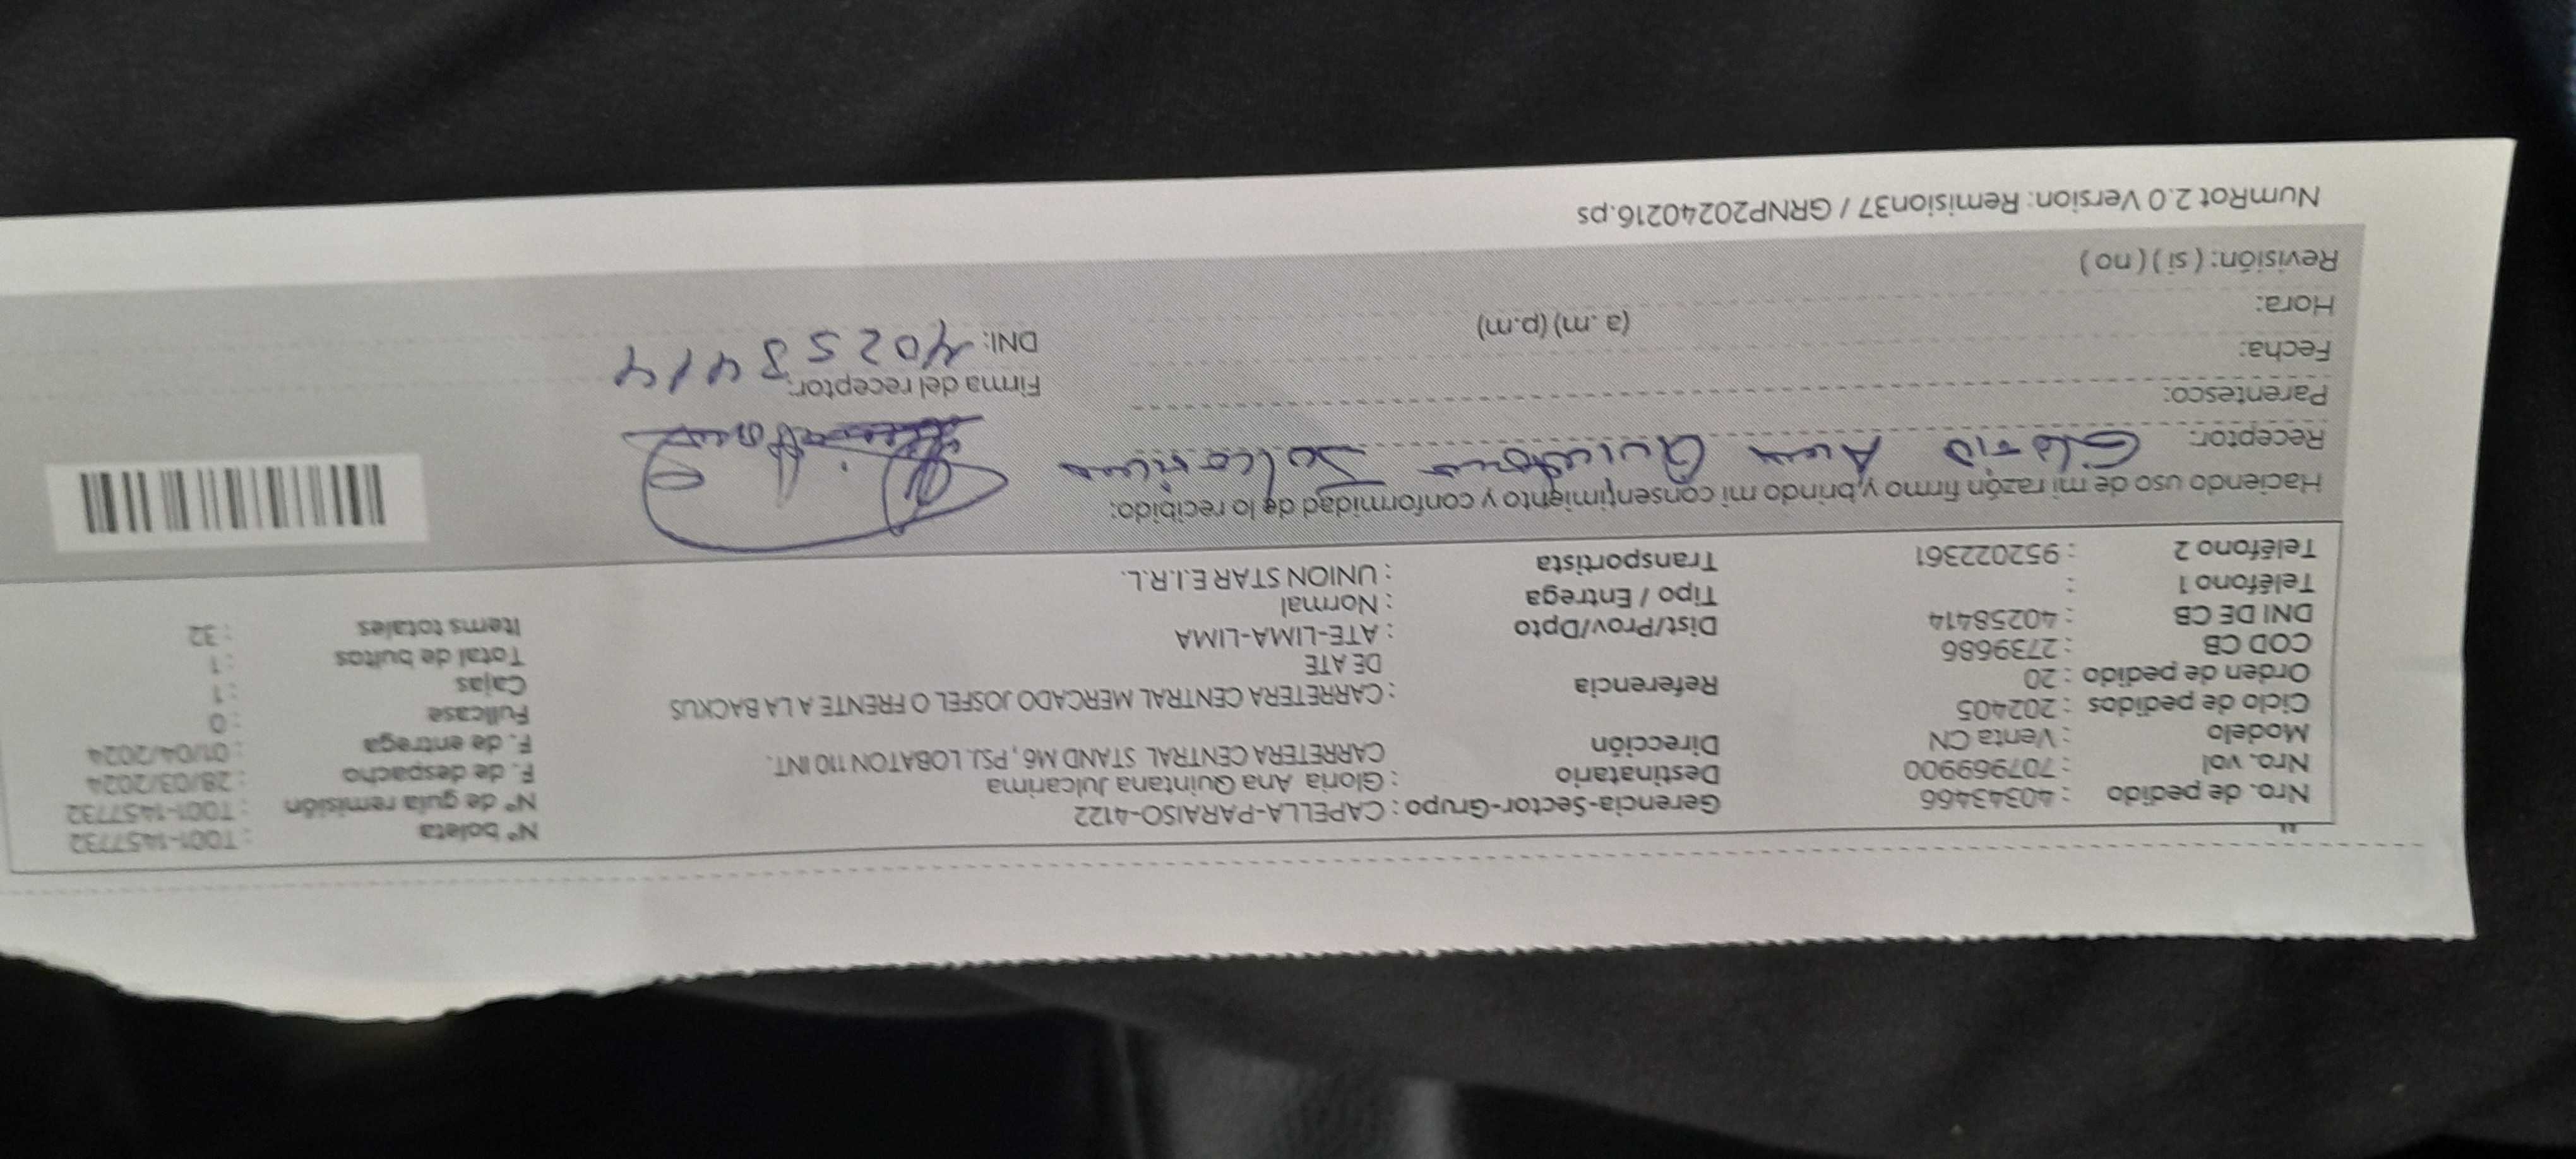 Nro. de pedido : 40343466
Nro. vol : 707969900
Modelo : Venta CN
Ciclo de pedidos : 202405
Orden de pedido : 20
COD CB : 2739686
DNI DE CB : 40258414
Teléfono 1 :
Teléfono 2 : 952022361
Gerencia-Sector-Grupo : CAPELLA-PARAISO-4122
Destinatario : Gloria Ana Quintana Julcarima
Dirección CARRETERA CENTRAL STAND M6, PSJ. LOBATON 110 INT.
Referencia : CARRETERA CENTRAL MERCADO JOSFEL O FRENTE A LA BACKUS
DE ATE
Dist/Prov/Dpto : ATE-LIMA-LIMA
Tipo / Entrega : Normal
Transportista : UNION STAR E.I.R.L.
Nº boleta : T001-1457732
Nº de guía remisión : T001-1457732
F. de despacho : 28/03/2024
F. de entrega : 01/04/2024
Fullcase : 0
Cajas : 1
Total de bultos : 1
Items totales : 32
Haciendo uso de mi razón firmo y brindo mi consentimiento y conformidad de lo recibido:
Receptor: Gloria Ana Quintana Julcarima
Parentesco:
Fecha:
Hora: (a. m) (p.m)
Revisión: ( si ) ( no )
Firma del receptor:
DNI: 40258414
NumRot 2.0 Version: Remision37 / GRNP20240216.ps